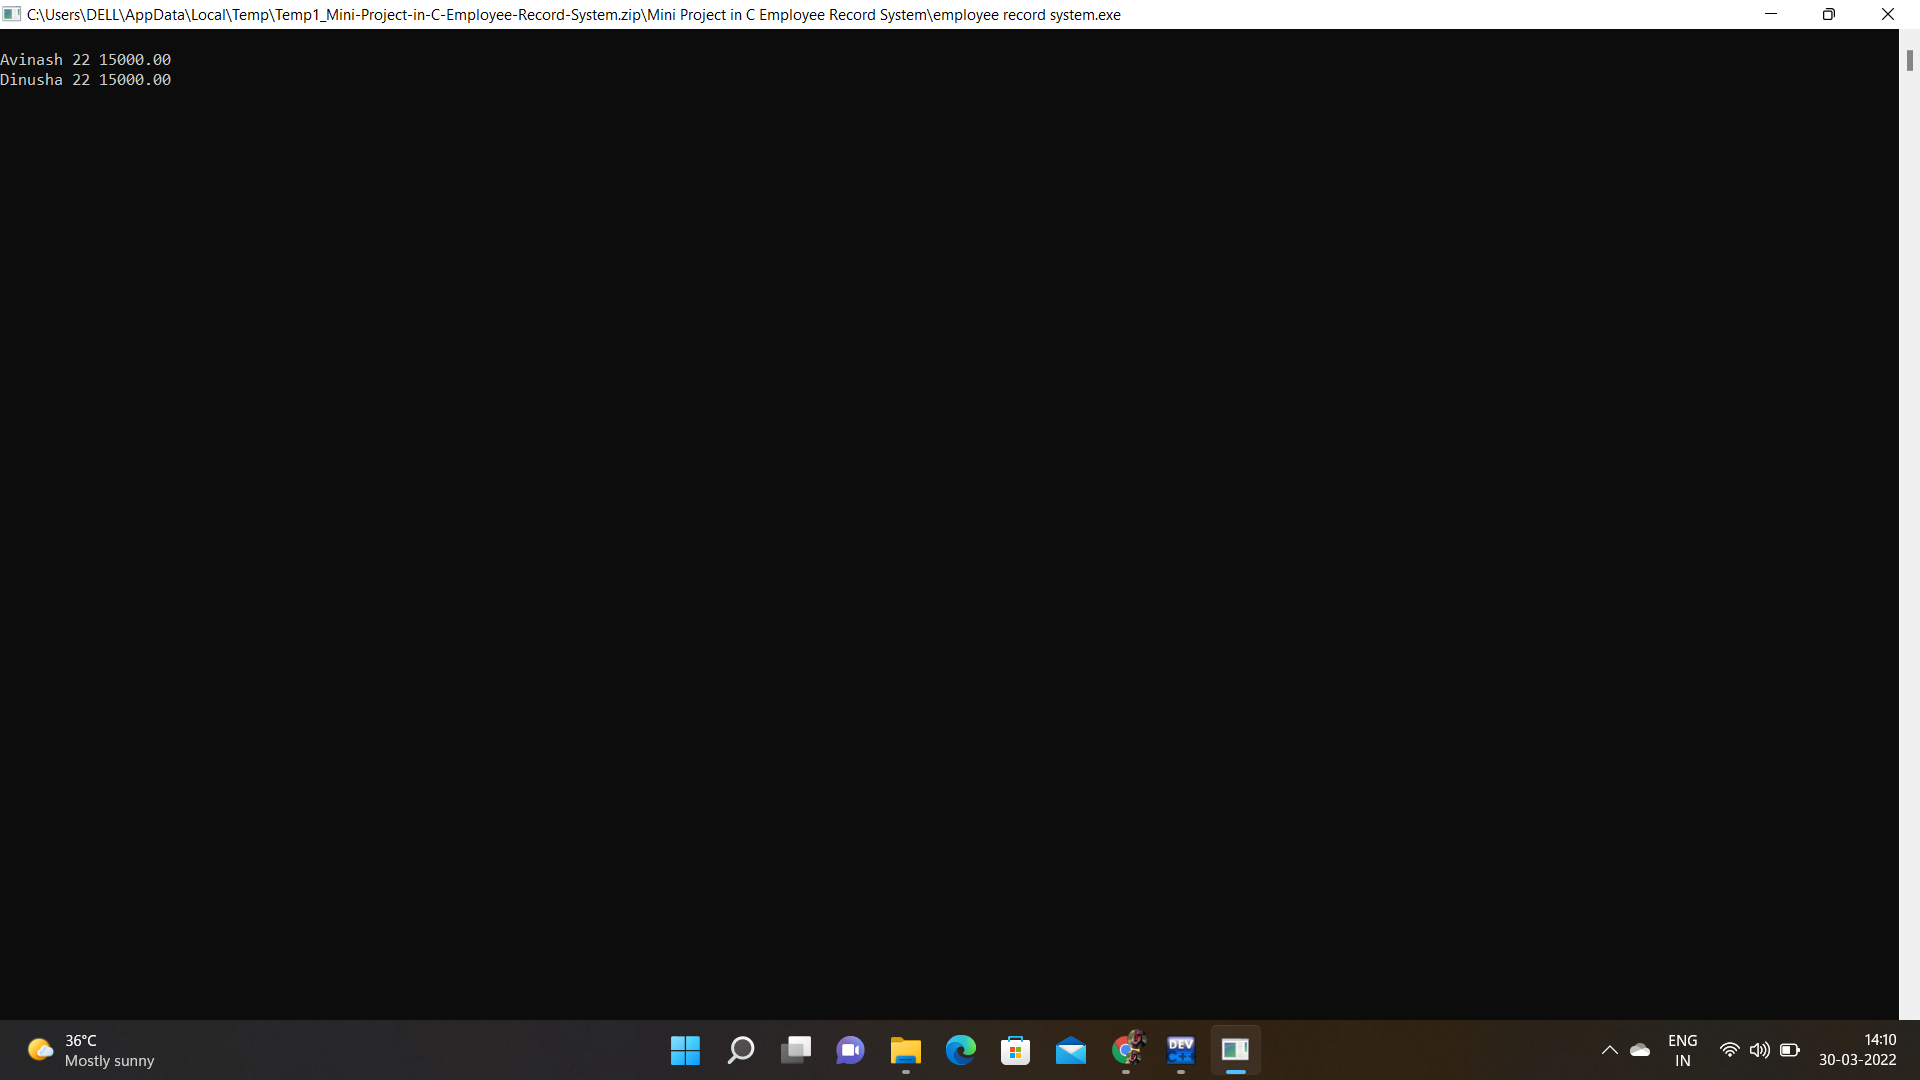 C:\Users\DELL\AppData\Local\Temp\Temp1_Mini-Project-in-C-Employee-Record-System.zip\Mini Project in C Employee Record System\employee record system.exe
Avinash 22 15000.00
Dinusha 22 15000.00
36°C
Mostly sunny
DEV
C++
ENG
IN
14:10
30-03-2022